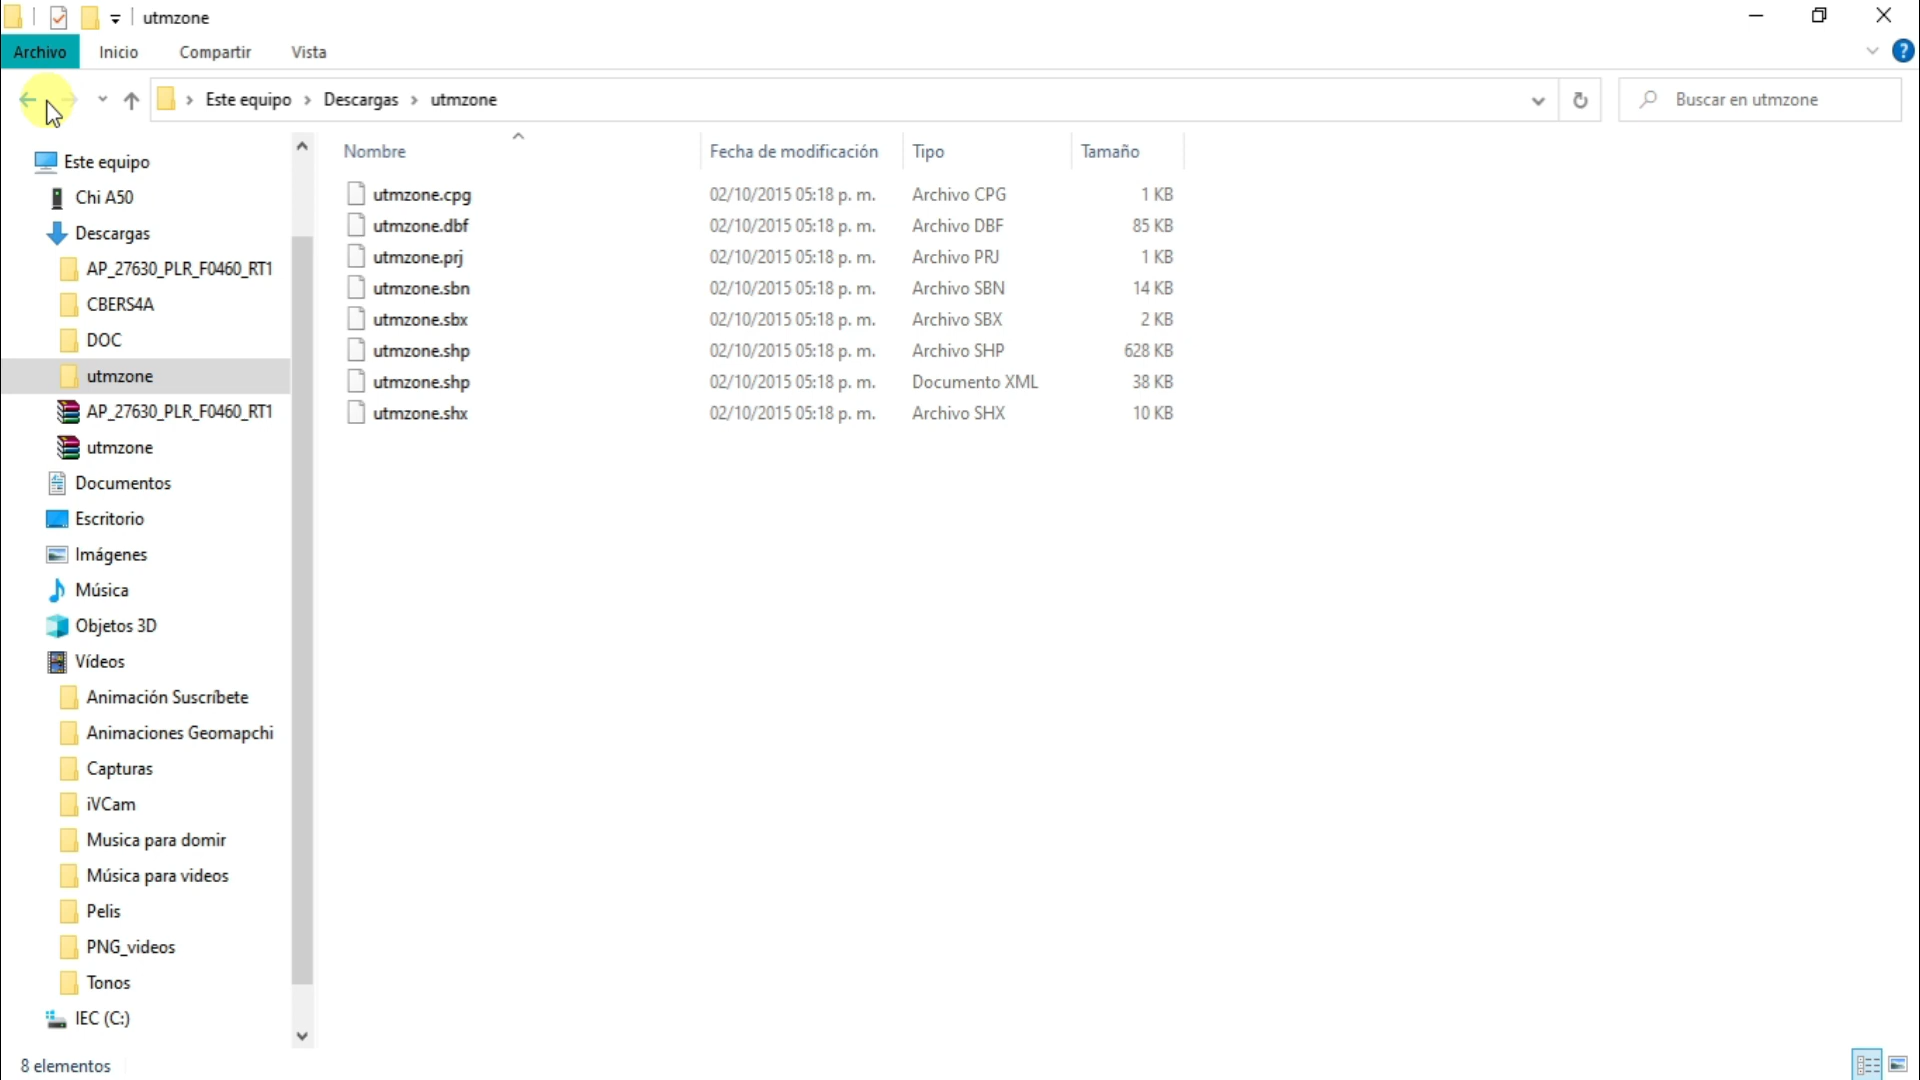 utmzone
Archivo Inicio Compartir Vista
Este equipo Descargas utmzone
Buscar en utmzone
Este equipo
Chi A50
Descargas
AP_27630_PLR_F0460_RT1
CBERS4A
DOC
utmzone
AP_27630_PLR_F0460_RT1
utmzone
Documentos
Escritorio
Imágenes
Música
Objetos 3D
Vídeos
Animación Suscríbete
Animaciones Geomapchi
Capturas
iVCam
Musica para domir
Música para videos
Pelis
PNG_videos
Tonos
IEC (C:)
Nombre Fecha de modificación Tipo Tamaño
utmzone.cpg 02/10/2015 05:18 p. m. Archivo CPG 1 KB
utmzone.dbf 02/10/2015 05:18 p. m. Archivo DBF 85 KB
utmzone.prj 02/10/2015 05:18 p. m. Archivo PRJ 1 KB
utmzone.sbn 02/10/2015 05:18 p. m. Archivo SBN 14 KB
utmzone.sbx 02/10/2015 05:18 p. m. Archivo SBX 2 KB
utmzone.shp 02/10/2015 05:18 p. m. Archivo SHP 628 KB
utmzone.shp 02/10/2015 05:18 p. m. Documento XML 38 KB
utmzone.shx 02/10/2015 05:18 p. m. Archivo SHX 10 KB
8 elementos